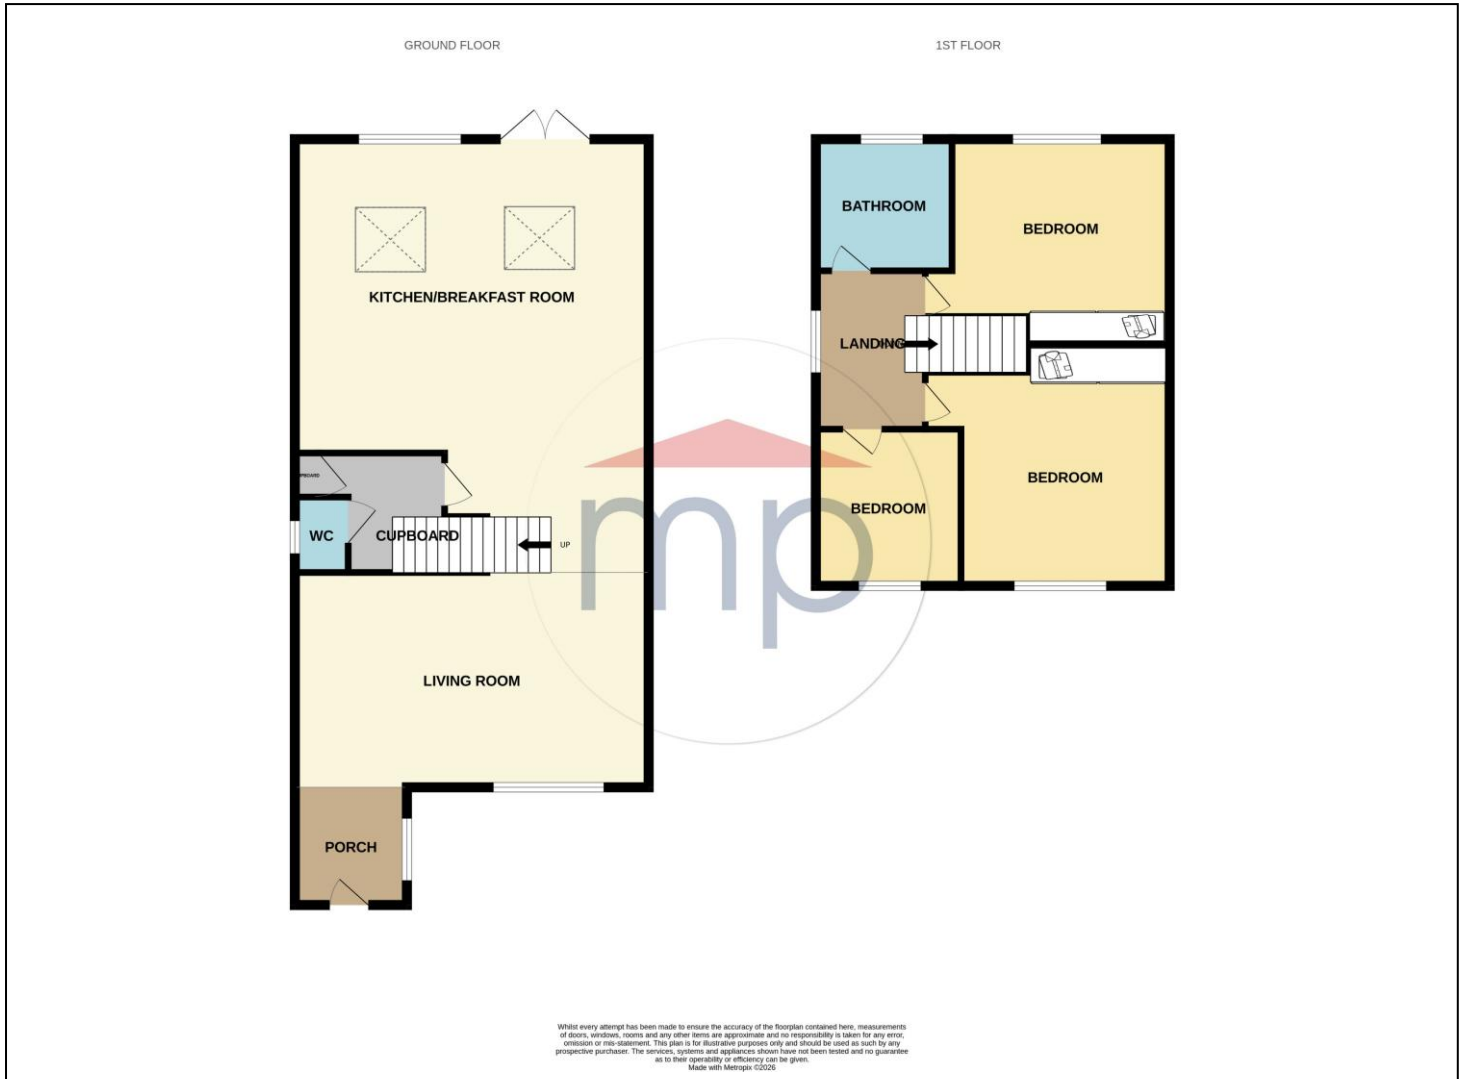 GROUND FLOOR
1ST FLOOR
KITCHEN/BREAKFAST ROOM
WC
CUPBOARD
UP
LIVING ROOM
PORCH
BATHROOM
BEDROOM
LANDING
BEDROOM
BEDROOM
mp
Whilst every attempt has been made to ensure the accuracy of the floorplan contained here, measurements
of doors, windows, rooms and any other items are approximate and no responsibility is taken for any error,
omission or mis-statement. This plan is for illustrative purposes only and should be used as such by any
prospective purchaser. The services, systems and appliances shown have not been tested and no guarantee
as to their operability or efficiency can be given.
Made with Metropix ©2026